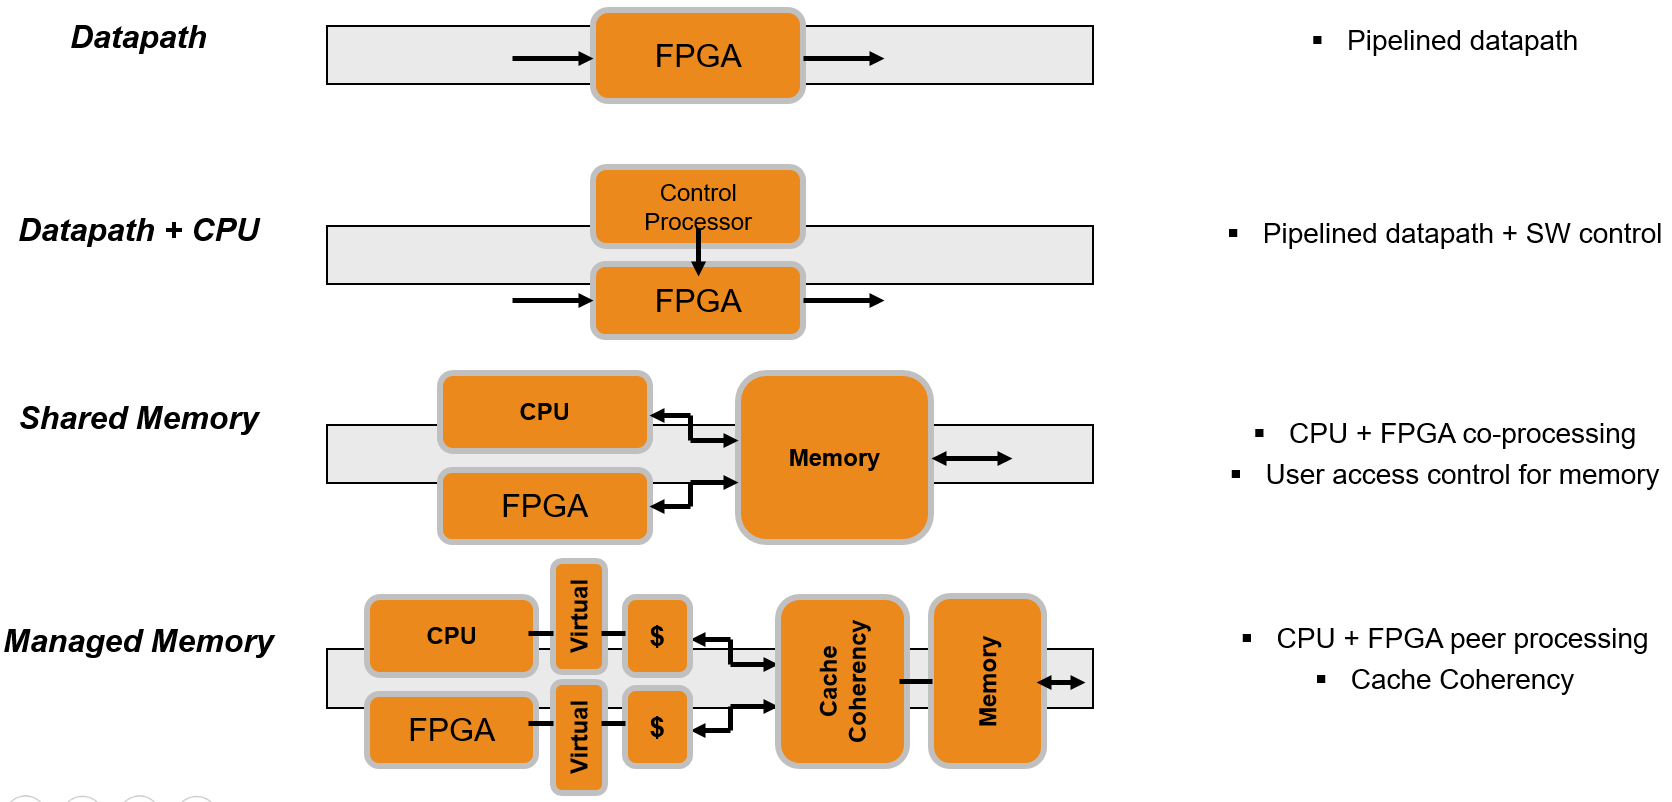 Datapath
FPGA
▪ Pipelined datapath
Datapath + CPU
Control
Processor
FPGA
▪ Pipelined datapath + SW control
Shared Memory
CPU
FPGA
Memory
▪ CPU + FPGA co-processing
▪ User access control for memory
Managed Memory
CPU
Virtual
$
FPGA
Virtual
$
Cache
Coherency
Memory
▪ CPU + FPGA peer processing
▪ Cache Coherency